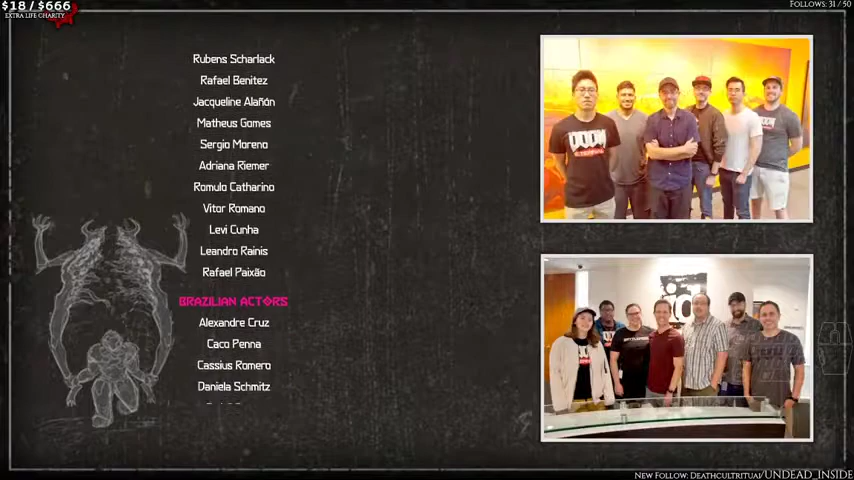 $18 / $666
EXTRA LIFE CHARITY
FOLLOWS: 31 / 50
Rubens Scharlack
Rafael Benitez
Jacqueline Alañón
Matheus Gomes
Sergio Moreno
Adriana Riemer
Romulo Catharino
Vitor Romano
Levi Cunha
Leandro Rainis
Rafael Paixão
BRAZILIAN ACTORS
Alexandre Cruz
Caco Penna
Cassius Romero
Daniela Schmitz
DOOM
id
NEW FOLLOW: DEATHCULTRITUAL/UNDEAD_INSIDE